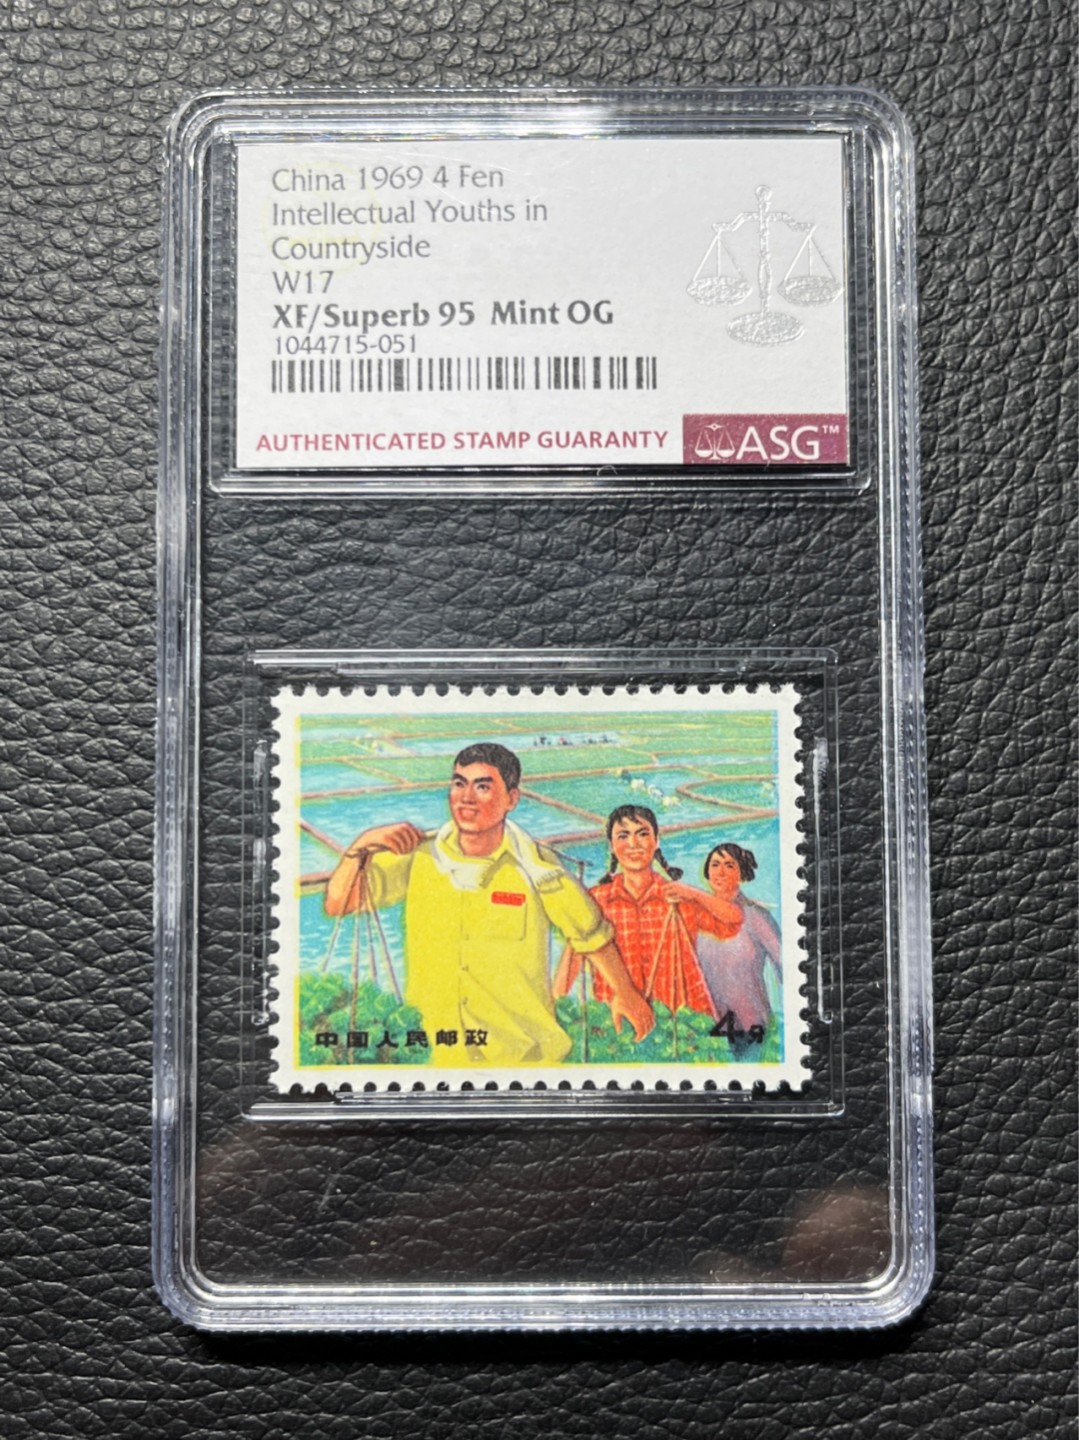 China 1969 4 Fen
Intellectual Youths in
Countryside
W17
XF/Superb 95 Mint OG
1044715-051
AUTHENTICATED STAMP GUARANTY ASG™
中国人民邮政 4分